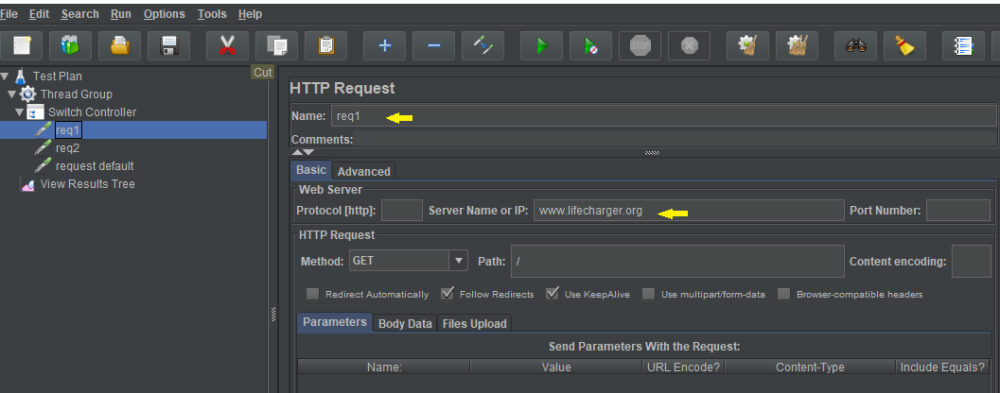 File Edit Search Run Options Tools Help
STOP
Cut
Test Plan
Thread Group
Switch Controller
req1
req2
request default
View Results Tree
HTTP Request
Name: req1
Comments:
Basic Advanced
Web Server
Protocol [http]: Server Name or IP: www.lifecharger.org Port Number:
HTTP Request
Method: GET Path: / Content encoding:
Redirect Automatically Follow Redirects Use KeepAlive Use multipart/form-data Browser-compatible headers
Parameters Body Data Files Upload
Send Parameters With the Request:
Name: Value URL Encode? Content-Type Include Equals?